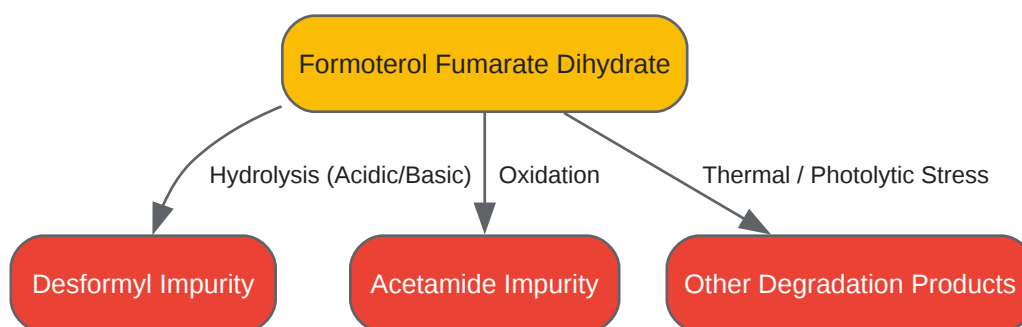 Formoterol Fumarate Dihydrate
Hydrolysis (Acidic/Basic)
Oxidation
Thermal / Photolytic Stress
Desformyl Impurity
Acetamide Impurity
Other Degradation Products